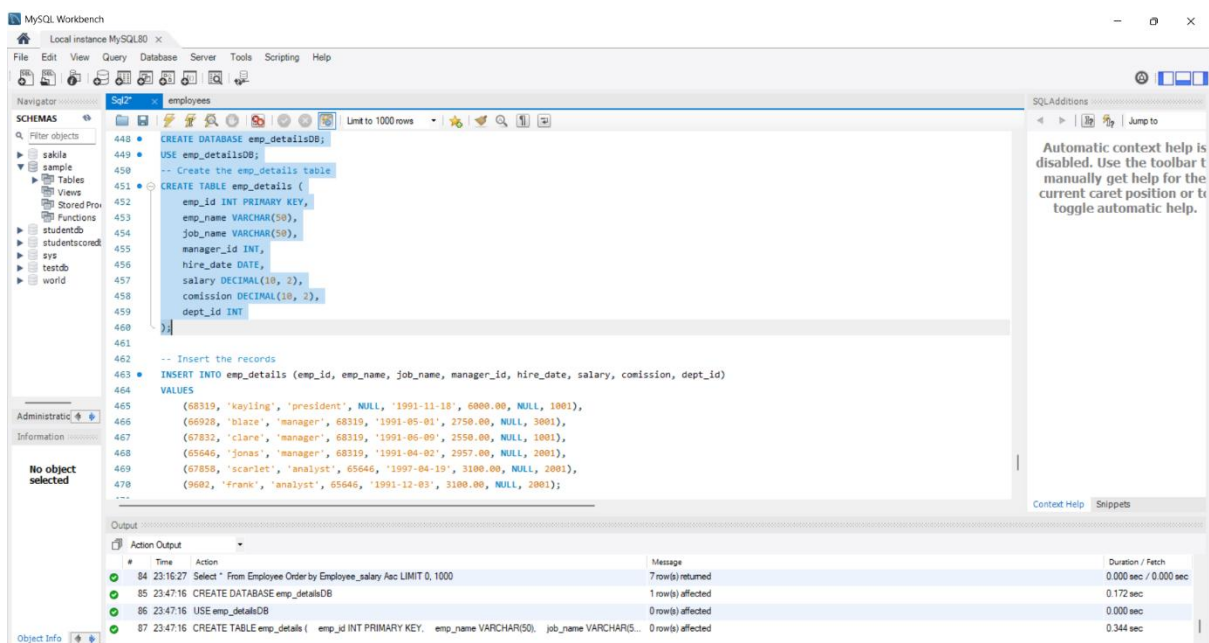 MySQL Workbench
Local instance MySQL80 ×
File Edit View Query Database Server Tools Scripting Help
Navigator
SCHEMAS
Filter objects
sakila
sample
Tables
Views
Stored Pro
Functions
studentdb
studentscored
sys
testdb
world
Administratic
Information
No object
selected
Object Info
Sql2* × employees
Limit to 1000 rows
448 CREATE DATABASE emp_detailsDB;
449 USE emp_detailsDB;
450 -- Create the emp_details table
451 CREATE TABLE emp_details (
452 emp_id INT PRIMARY KEY,
453 emp_name VARCHAR(50),
454 job_name VARCHAR(50),
455 manager_id INT,
456 hire_date DATE,
457 salary DECIMAL(10, 2),
458 comission DECIMAL(10, 2),
459 dept_id INT
460 );
461
462 -- Insert the records
463 INSERT INTO emp_details (emp_id, emp_name, job_name, manager_id, hire_date, salary, comission, dept_id)
464 VALUES
465 (68319, 'kayling', 'president', NULL, '1991-11-18', 6000.00, NULL, 1001),
466 (66928, 'blaze', 'manager', 68319, '1991-05-01', 2750.00, NULL, 3001),
467 (67832, 'clare', 'manager', 68319, '1991-06-09', 2550.00, NULL, 1001),
468 (65646, 'jonas', 'manager', 68319, '1991-04-02', 2957.00, NULL, 2001),
469 (67858, 'scarlet', 'analyst', 65646, '1997-04-19', 3100.00, NULL, 2001),
470 (9602, 'frank', 'analyst', 65646, '1991-12-03', 3100.00, NULL, 2001);
SQLAdditions
Jump to
Automatic context help is
disabled. Use the toolbar t
manually get help for the
current caret position or to
toggle automatic help.
Context Help Snippets
Output
Action Output
# Time Action Message Duration / Fetch
84 23:16:27 Select * From Employee Order by Employee_salary Asc LIMIT 0, 1000 7 row(s) returned 0.000 sec / 0.000 sec
85 23:47:16 CREATE DATABASE emp_detailsDB 1 row(s) affected 0.172 sec
86 23:47:16 USE emp_detailsDB 0 row(s) affected 0.000 sec
87 23:47:16 CREATE TABLE emp_details ( emp_id INT PRIMARY KEY, emp_name VARCHAR(50), job_name VARCHAR(5... 0 row(s) affected 0.344 sec